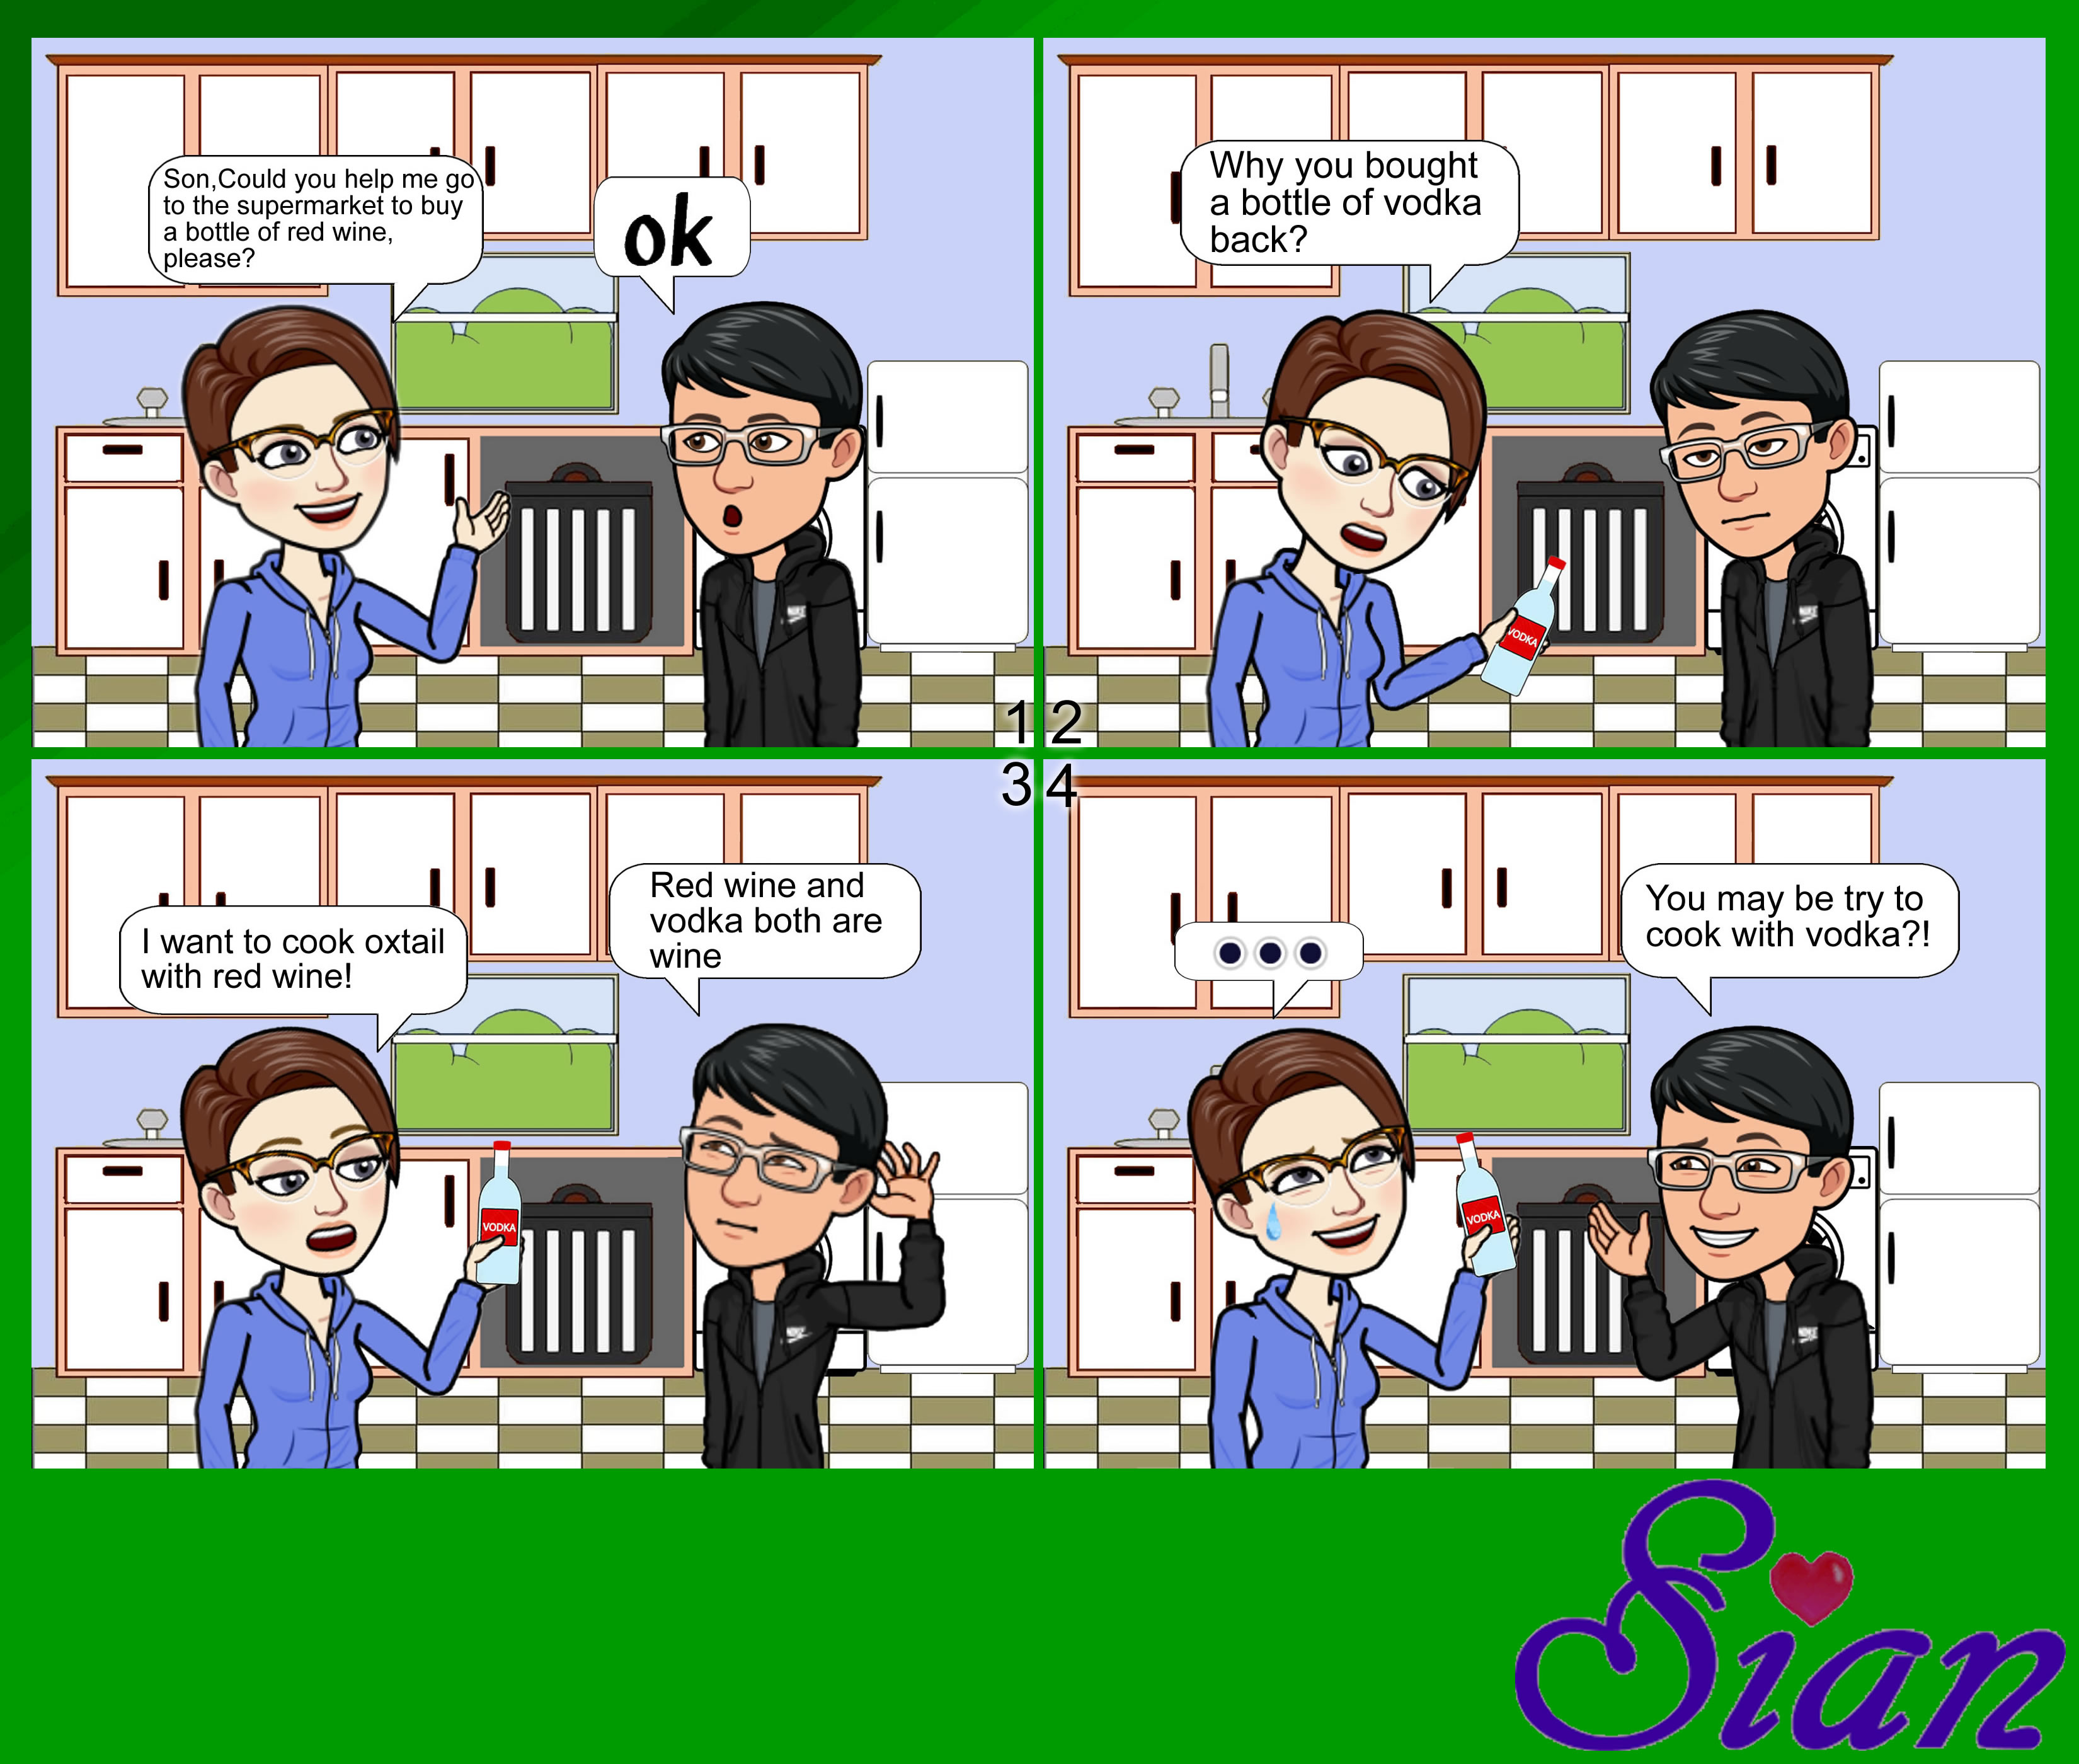 Son,Could you help me go
to the supermarket to buy
a bottle of red wine,
please?
ok
Why you bought
a bottle of vodka
back?
VODKA
1 2
3 4
I want to cook oxtail
with red wine!
Red wine and
vodka both are
wine
VODKA
You may be try to
cook with vodka?!
VODKA
Sian